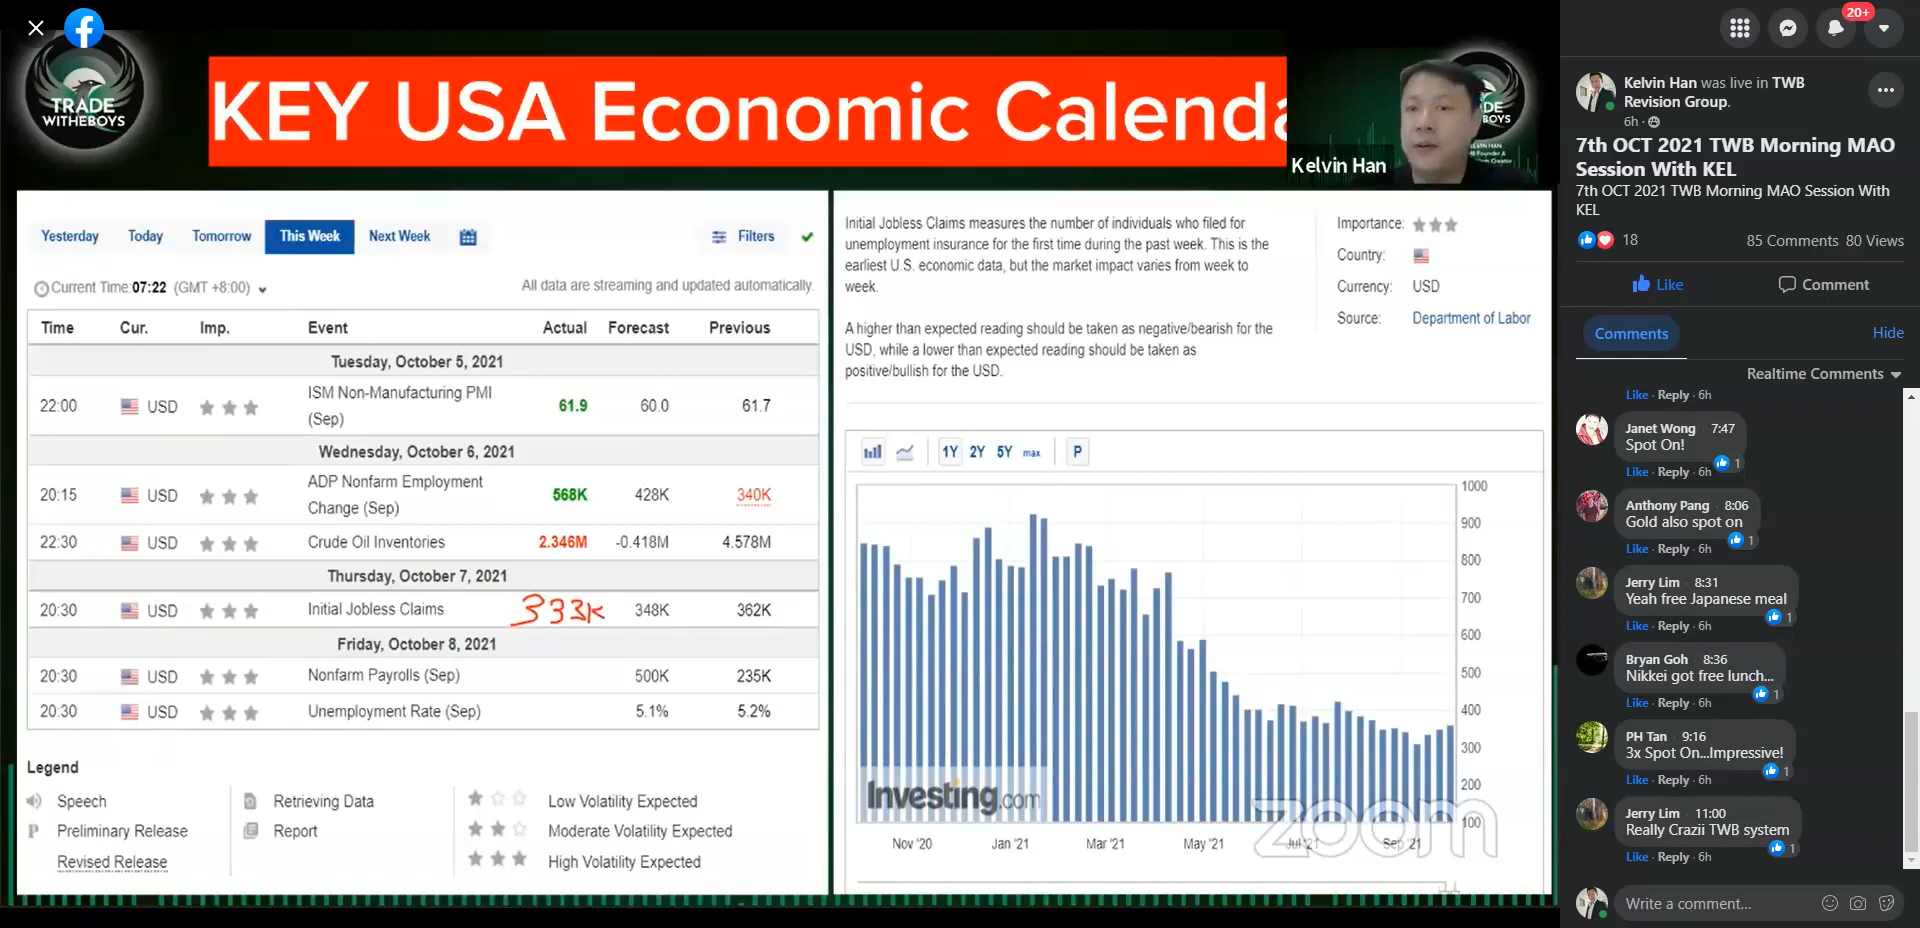 TRADE
WITHEBOYS
KEY USA Economic Calenda
Kelvin Han
Yesterday Today Tomorrow This Week Next Week Filters
Current Time: 07:22 (GMT +8:00) All data are streaming and updated automatically.
Time Cur. Imp. Event Actual Forecast Previous
Tuesday, October 5, 2021
22:00 USD ISM Non-Manufacturing PMI (Sep) 61.9 60.0 61.7
Wednesday, October 6, 2021
20:15 USD ADP Nonfarm Employment Change (Sep) 568K 428K 340K
22:30 USD Crude Oil Inventories 2.346M -0.418M 4.578M
Thursday, October 7, 2021
20:30 USD Initial Jobless Claims 333K 348K 362K
Friday, October 8, 2021
20:30 USD Nonfarm Payrolls (Sep) 500K 235K
20:30 USD Unemployment Rate (Sep) 5.1% 5.2%
Legend
Speech Retrieving Data Low Volatility Expected
P Preliminary Release Report Moderate Volatility Expected
Revised Release High Volatility Expected
Initial Jobless Claims measures the number of individuals who filed for
unemployment insurance for the first time during the past week. This is the
earliest U.S. economic data, but the market impact varies from week to
week.
A higher than expected reading should be taken as negative/bearish for the
USD, while a lower than expected reading should be taken as
positive/bullish for the USD.
Importance:
Country:
Currency: USD
Source: Department of Labor
1Y 2Y 5Y max P
1000
900
800
700
600
500
400
300
200
100
Investing.com
zoom
Nov '20 Jan '21 Mar '21 May '21 Jul '21 Sep '21
20+
Kelvin Han was live in TWB
Revision Group.
6h ·
7th OCT 2021 TWB Morning MAO
Session With KEL
7th OCT 2021 TWB Morning MAO Session With
KEL
18 85 Comments 80 Views
Like Comment
Comments Hide
Realtime Comments
Like · Reply · 6h
Janet Wong · 7:47
Spot On!
1
Like · Reply · 6h
Anthony Pang · 8:06
Gold also spot on
1
Like · Reply · 6h
Jerry Lim · 8:31
Yeah free Japanese meal
1
Like · Reply · 6h
Bryan Goh · 8:36
Nikkei got free lunch...
1
Like · Reply · 6h
PH Tan · 9:16
3x Spot On...Impressive!
1
Like · Reply · 6h
Jerry Lim · 11:00
Really Crazii TWB system
1
Like · Reply · 6h
Write a comment...